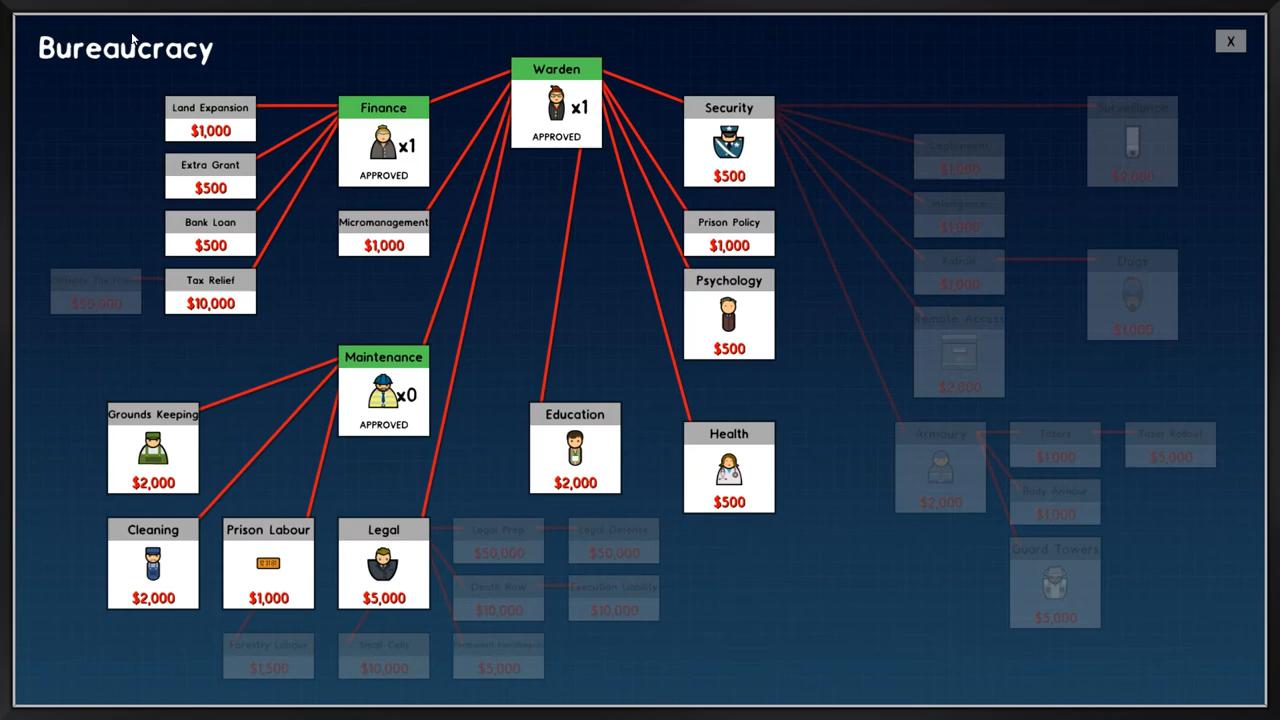 Bureaucracy
X
Warden
x1
APPROVED
Land Expansion
$1,000
Finance
x1
APPROVED
Security
$500
Surveillance
$2,000
Extra Grant
$500
Deployment
$1,000
Bank Loan
$500
Micromanagement
$1,000
Prison Policy
$1,000
$1,000
$50,000
Tax Relief
$10,000
Psychology
$500
Patrols
$1,000
Dogs
$1,000
Remote Access
$2,000
Maintenance
x0
APPROVED
Grounds Keeping
$2,000
Education
$2,000
Health
$500
Armoury
$2,000
Tazers
$1,000
Tazer Rollout
$5,000
Body Armour
$1,000
Cleaning
$2,000
Prison Labour
$1,000
Legal
$5,000
Legal Prep
$50,000
Legal Defense
$50,000
Guard Towers
$5,000
Death Row
$10,000
Execution Liability
$10,000
Forestry Labour
$1,500
Small Cells
$10,000
$5,000